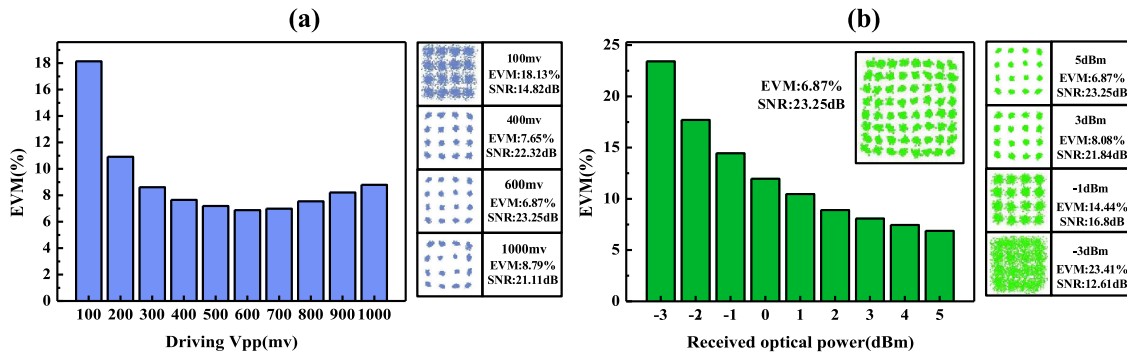 (a)
EVM(%)
18
16
14
12
10
8
6
4
2
0
100 200 300 400 500 600 700 800 900 1000
Driving Vpp(mv)
100mv
EVM:18.13%
SNR:14.82dB
400mv
EVM:7.65%
SNR:22.32dB
600mv
EVM:6.87%
SNR:23.25dB
1000mv
EVM:8.79%
SNR:21.11dB
(b)
EVM(%)
25
20
15
10
5
0
-3 -2 -1 0 1 2 3 4 5
Received optical power(dBm)
EVM:6.87%
SNR:23.25dB
5dBm
EVM:6.87%
SNR:23.25dB
3dBm
EVM:8.08%
SNR:21.84dB
-1dBm
EVM:14.44%
SNR:16.8dB
-3dBm
EVM:23.41%
SNR:12.61dB